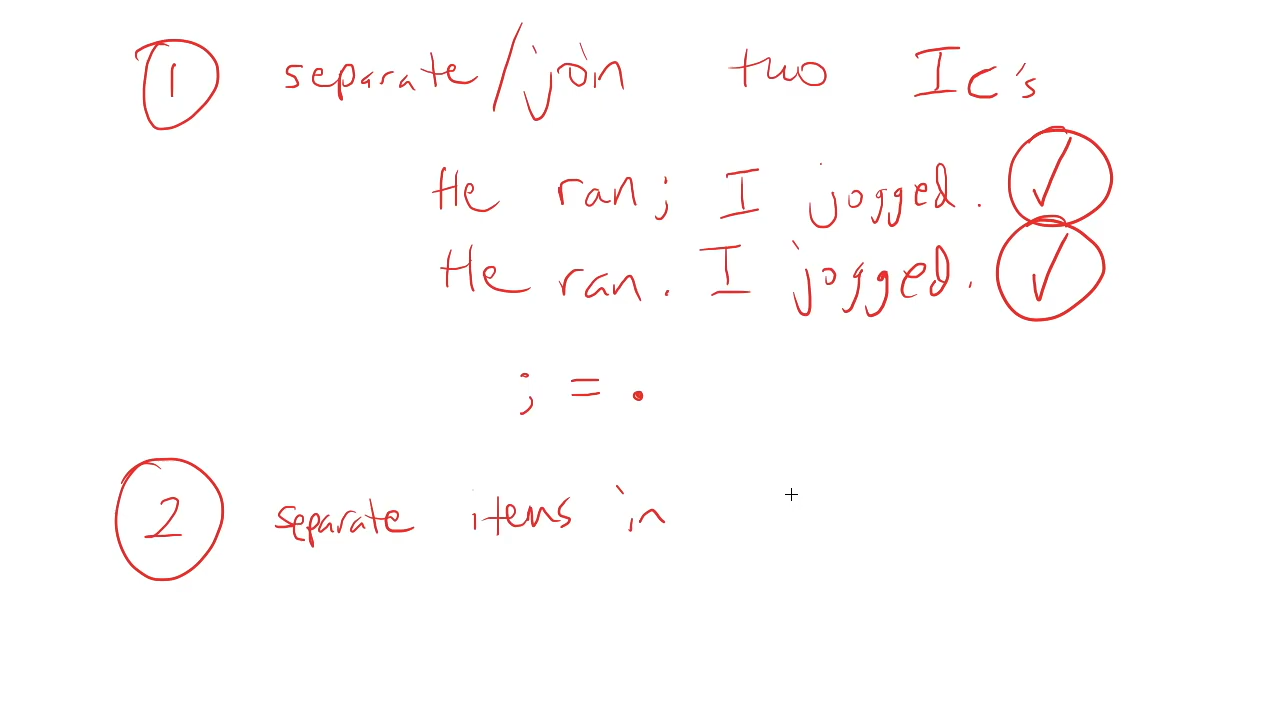 1 separate/join two IC's
He ran; I jogged. ✓
He ran. I jogged. ✓
; = .
2 separate items in